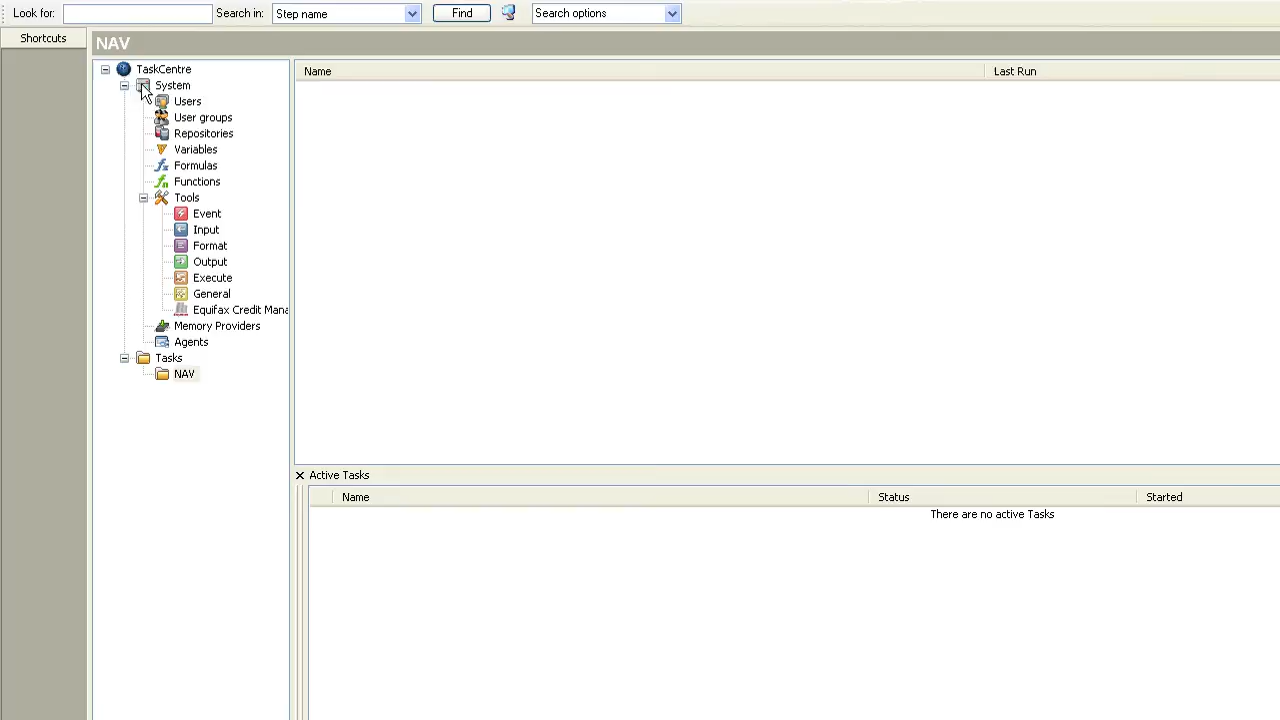 Look for: Search in: Step name Find Search options
Shortcuts
NAV
TaskCentre
System
Users
User groups
Repositories
Variables
Formulas
Functions
Tools
Event
Input
Format
Output
Execute
General
Equifax Credit Mana
Memory Providers
Agents
Tasks
NAV
Name Last Run
Active Tasks
Name Status Started
There are no active Tasks